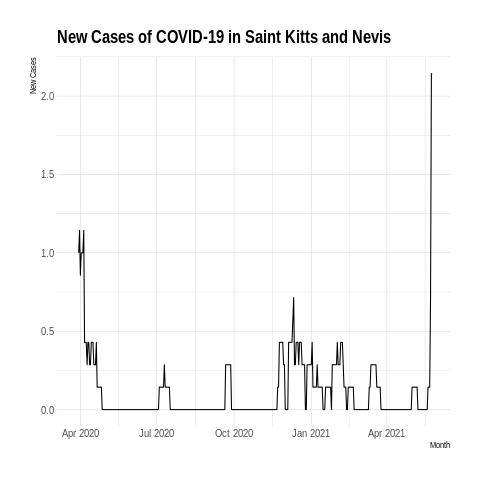 New Cases of COVID-19 in Saint Kitts and Nevis
New Cases
2.0
1.5
1.0
0.5
0.0
Apr 2020 Jul 2020 Oct 2020 Jan 2021 Apr 2021
Month